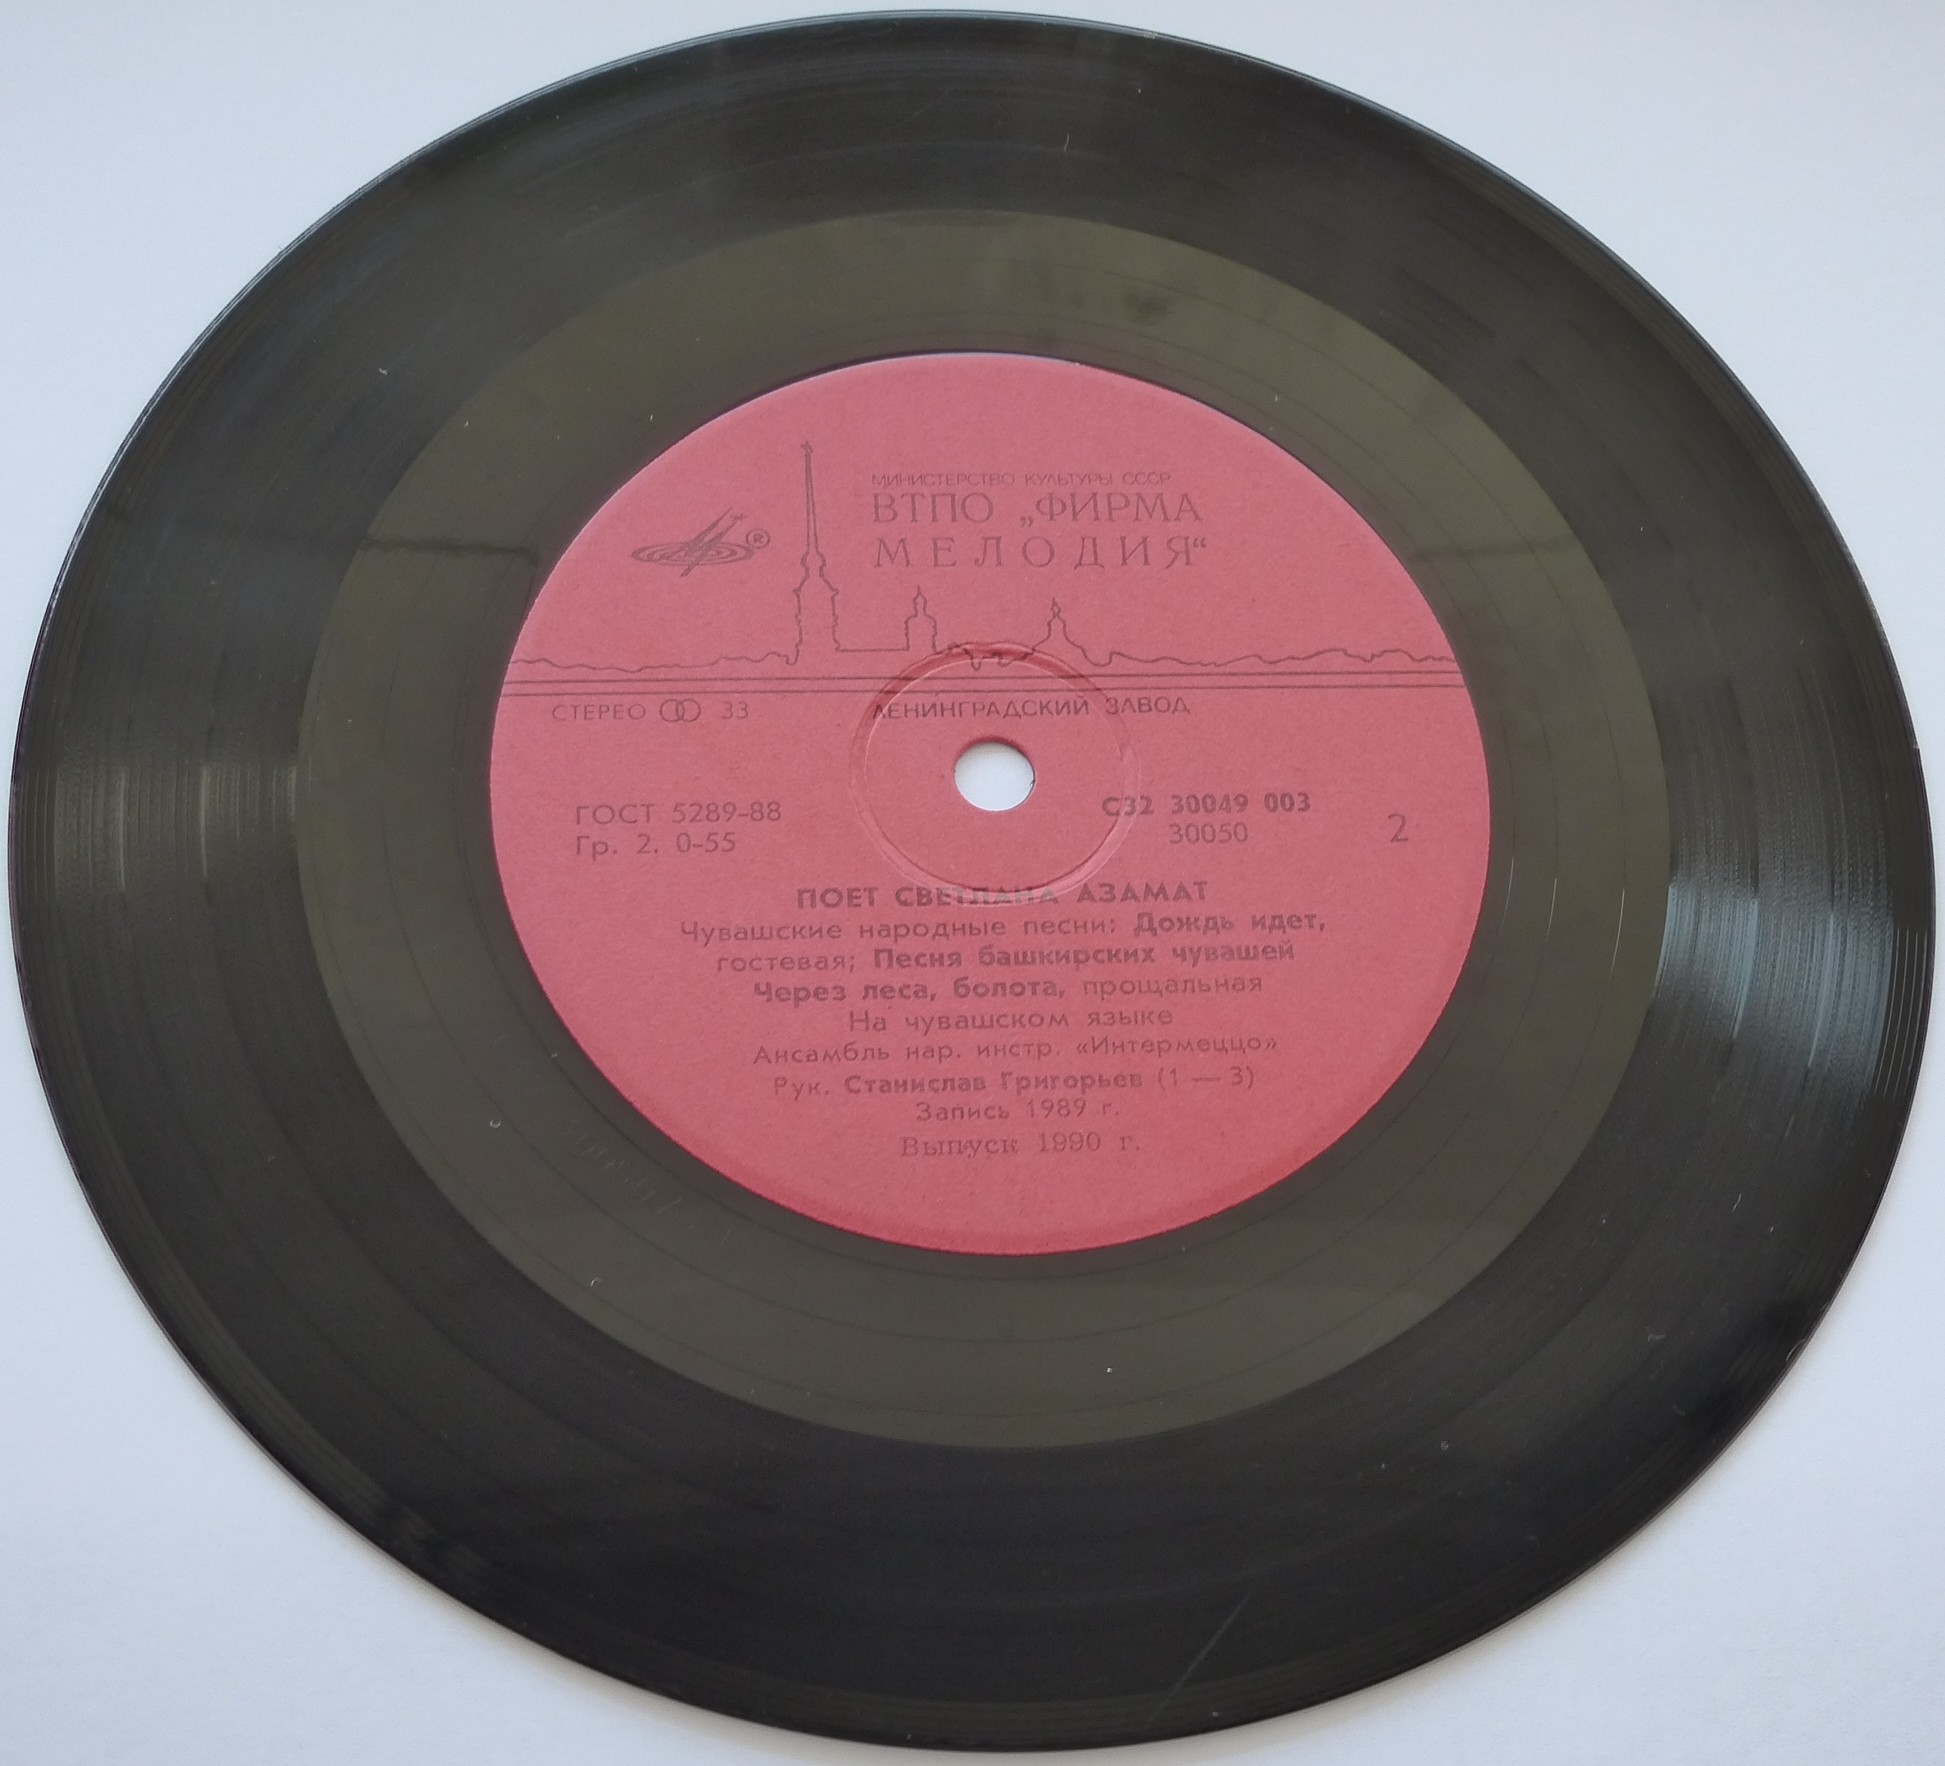 МИНИСТЕРСТВО КУЛЬТУРЫ СССР
ВТПО „ФИРМА
МЕЛОДИЯ“
®
СТЕРЕО 33
ЛЕНИНГРАДСКИЙ ЗАВОД
ГОСТ 5289-88
Гр. 2. 0-55
С32 30049 003
30050
2
ПОЕТ СВЕТЛАНА АЗАМАТ
Чувашские народные песни: Дождь идет,
гостевая; Песня башкирских чувашей
Через леса, болота, прощальная
На чувашском языке
Ансамбль нар. инстр. «Интермеццо»
Рук. Станислав Григорьев (1 — 3)
Запись 1989 г.
Выпуск 1990 г.